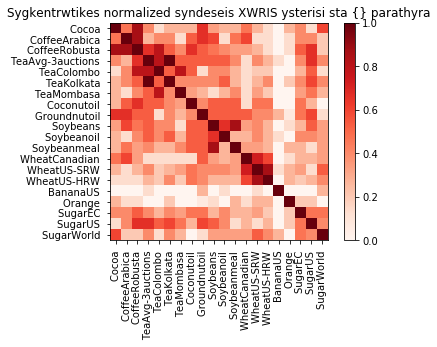 Sygkentrwtikes normalized syndeseis XWRIS ysterisi sta {} parathyra
Cocoa
CoffeeArabica
CoffeeRobusta
TeaAvg-3auctions
TeaColombo
TeaKolkata
TeaMombasa
Coconutoil
Groundnutoil
Soybeans
Soybeanoil
Soybeanmeal
WheatCanadian
WheatUS-SRW
WheatUS-HRW
BananaUS
Orange
SugarEC
SugarUS
SugarWorld
1.0
0.8
0.6
0.4
0.2
0.0
Cocoa
CoffeeArabica
CoffeeRobusta
TeaAvg-3auctions
TeaColombo
TeaKolkata
TeaMombasa
Coconutoil
Groundnutoil
Soybeans
Soybeanoil
Soybeanmeal
WheatCanadian
WheatUS-SRW
WheatUS-HRW
BananaUS
Orange
SugarEC
SugarUS
SugarWorld